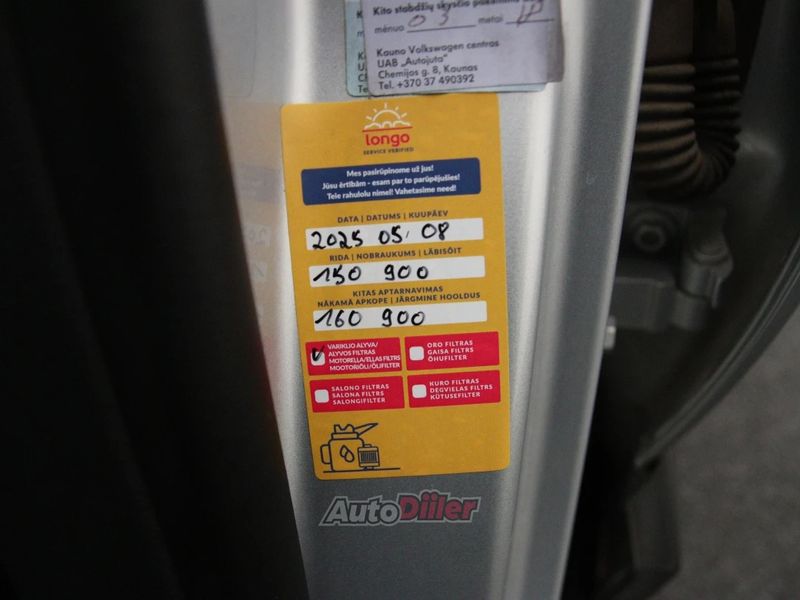 Kito stabdžių skysčio
mėnuo 03 metai
Kauno Volkswagen centras
UAB „Autojuta"
Chemijos g. 8, Kaunas
Tel. +370 37 490392
longo
SERVICE VERIFIED
Mes pasirūpinome už jus!
Jūsu ērtībām - esam par to parūpējušies!
Teie rahulolu nimel! Vahetasime need!
DATA | DATUMS | KUUPÄEV
2025 05. 08
RIDA | NOBRAUKUMS | LÄBISÕIT
150 900
KITAS APTARNAVIMAS
NĀKAMĀ APKOPE | JÄRGMINE HOOLDUS
160 900
VARIKLIO ALYVA/
ALYVOS FILTRAS
MOTORELLA/EĻĻAS FILTRS
MOOTORIÕLI/ÕLIFILTER
ORO FILTRAS
GAISA FILTRS
ÕHUFILTER
SALONO FILTRAS
SALONA FILTRS
SALONGIFILTER
KURO FILTRAS
DEGVIELAS FILTRS
KÜTUSEFILTER
AutoDiiler